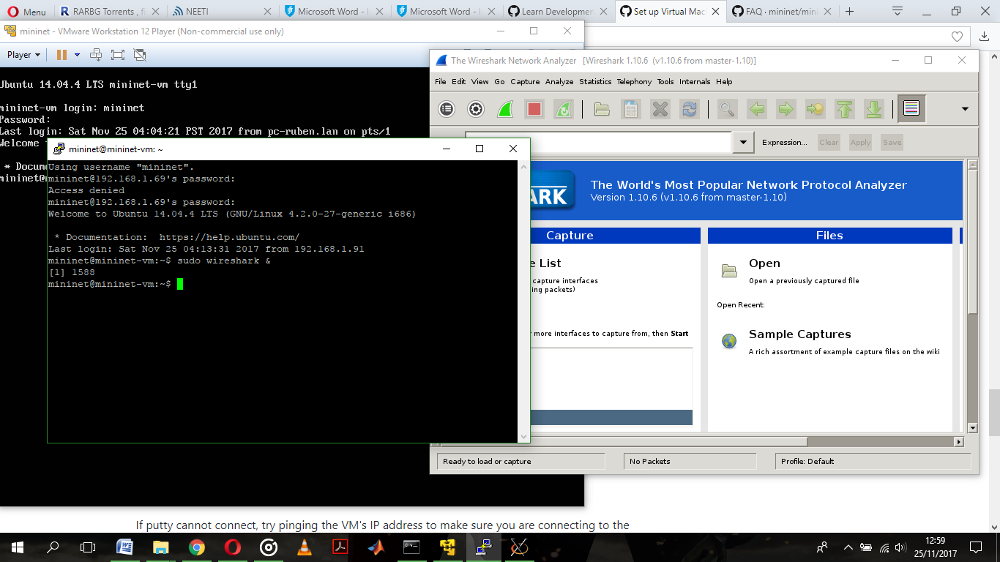 Menu
RARBG Torrents , fi
NEETI
Microsoft Word - I
Microsoft Word - I
Learn Developmen
Set up Virtual Mac
FAQ · mininet/mini
mininet - VMware Workstation 12 Player (Non-commercial use only)
Player
Ubuntu 14.04.4 LTS mininet-vm tty1
mininet-vm login: mininet
Password:
Last login: Sat Nov 25 04:04:21 PST 2017 from pc-ruben.lan on pts/1
Welcome
* Docum
mininet@
mininet@mininet-vm: ~
Using username "mininet".
mininet@192.168.1.69's password:
Access denied
mininet@192.168.1.69's password:
Welcome to Ubuntu 14.04.4 LTS (GNU/Linux 4.2.0-27-generic i686)
* Documentation:  https://help.ubuntu.com/
Last login: Sat Nov 25 04:13:31 2017 from 192.168.1.91
mininet@mininet-vm:~$ sudo wireshark &
[1] 1588
mininet@mininet-vm:~$
The Wireshark Network Analyzer [Wireshark 1.10.6 (v1.10.6 from master-1.10)]
File Edit View Go Capture Analyze Statistics Telephony Tools Internals Help
Expression... Clear Apply Save
ARK
The World's Most Popular Network Protocol Analyzer
Version 1.10.6 (v1.10.6 from master-1.10)
Capture
e List
capture interfaces
ing packets)
more interfaces to capture from, then Start
Files
Open
Open a previously captured file
Open Recent:
Sample Captures
A rich assortment of example capture files on the wiki
Ready to load or capture
No Packets
Profile: Default
If putty cannot connect, try pinging the VM's IP address to make sure you are connecting to the
12:59
25/11/2017